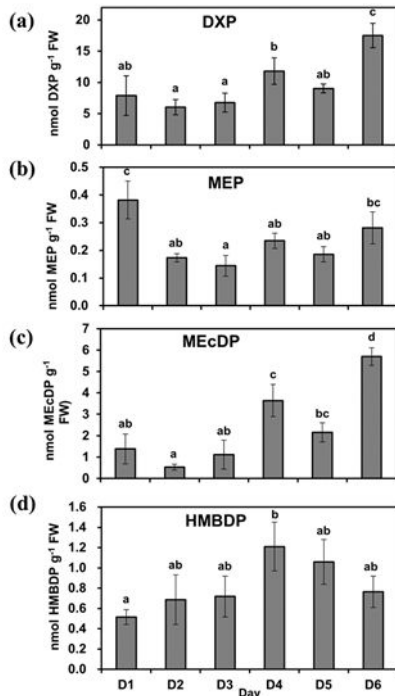 (a)
DXP
nmol DXP g⁻¹ FW
20
15
10
5
0
ab
a
a
b
ab
c
(b)
MEP
nmol MEP g⁻¹ FW
0.5
0.4
0.3
0.2
0.1
0.0
c
ab
a
ab
ab
bc
(c)
MEcDP
nmol MEcDP g⁻¹
FW)
7
6
5
4
3
2
1
0
ab
a
ab
c
bc
d
(d)
HMBDP
nmol HMBDP g⁻¹ FW
1.6
1.4
1.2
1.0
0.8
0.6
0.4
0.2
0.0
a
ab
ab
b
ab
ab
D1 D2 D3 D4 D5 D6
Day